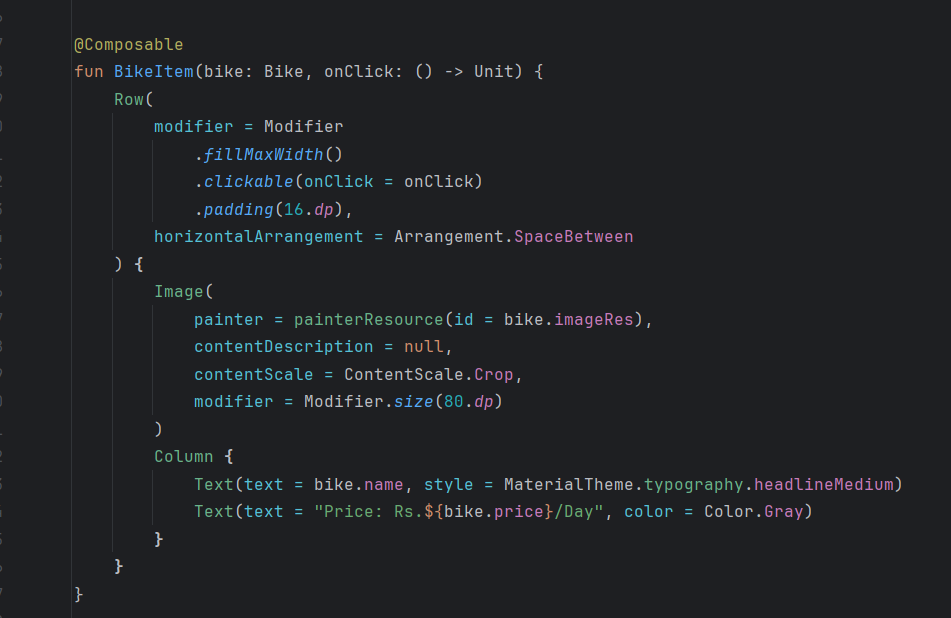 @Composable
fun BikeItem(bike: Bike, onClick: () -> Unit) {
    Row(
        modifier = Modifier
            .fillMaxWidth()
            .clickable(onClick = onClick)
            .padding(16.dp),
        horizontalArrangement = Arrangement.SpaceBetween
    ) {
        Image(
            painter = painterResource(id = bike.imageRes),
            contentDescription = null,
            contentScale = ContentScale.Crop,
            modifier = Modifier.size(80.dp)
        )
        Column {
            Text(text = bike.name, style = MaterialTheme.typography.headlineMedium)
            Text(text = "Price: Rs.${bike.price}/Day", color = Color.Gray)
        }
    }
}